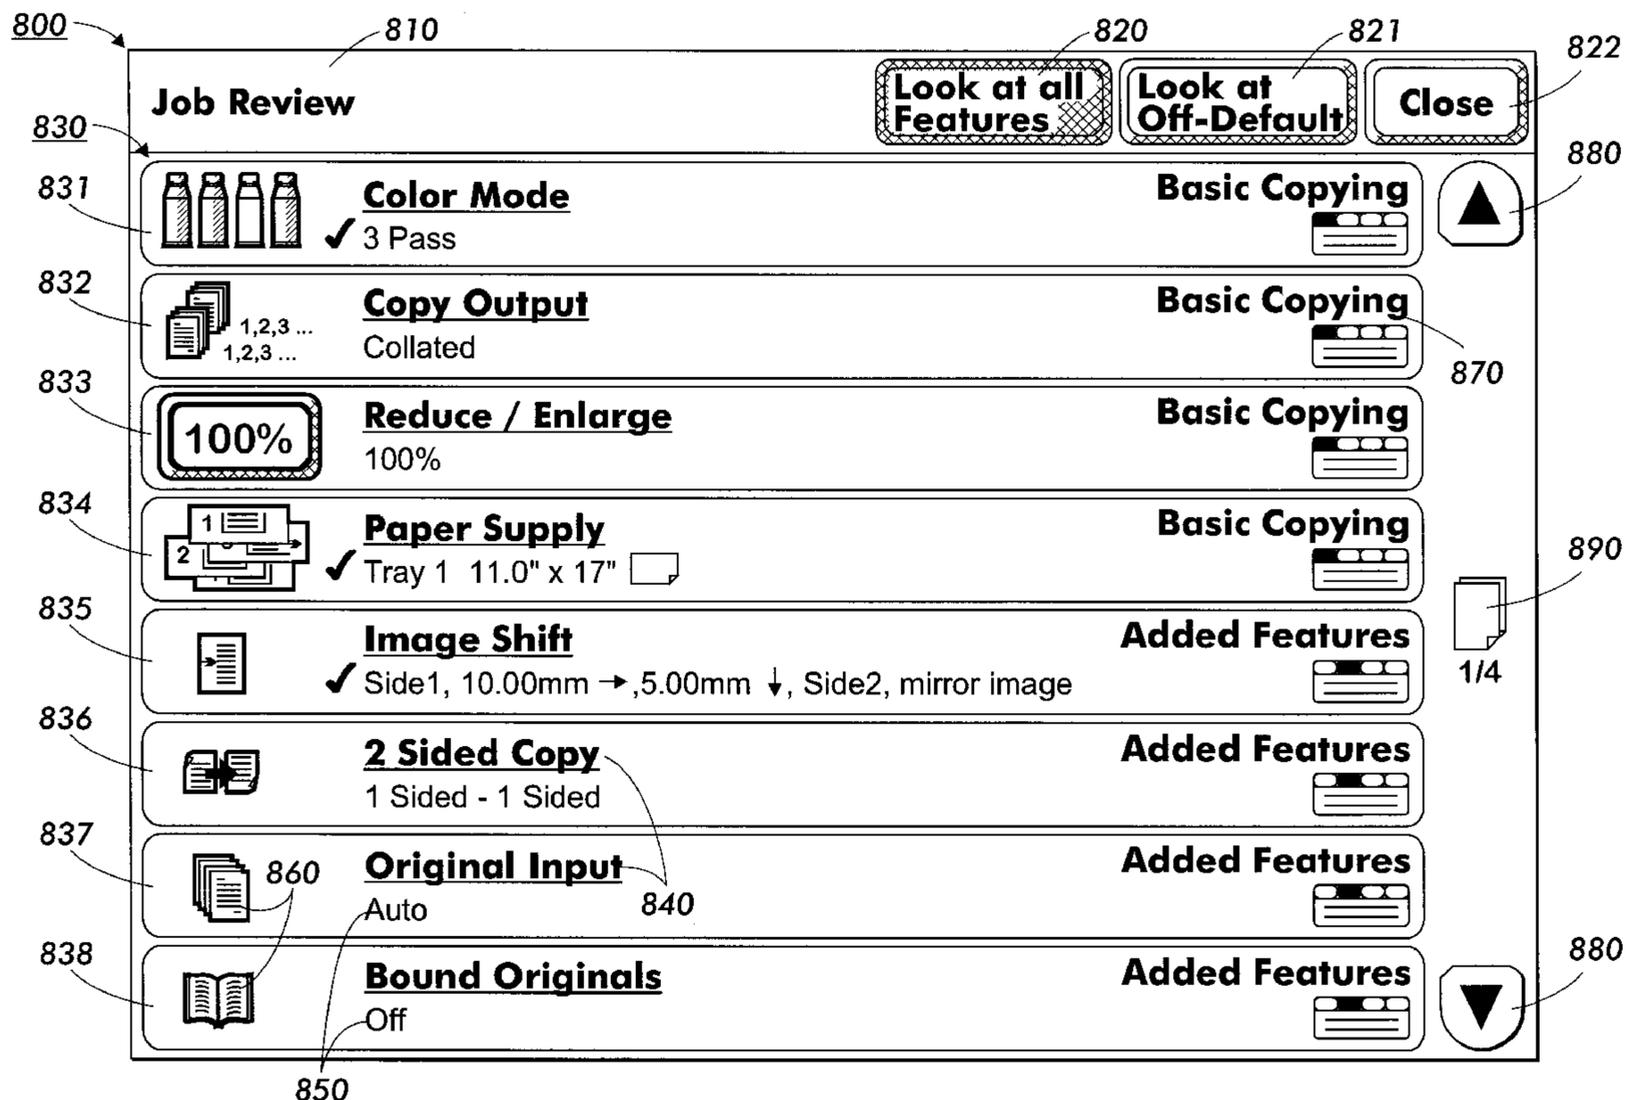 800
810
820
821
822
Job Review
Look at all
Features
Look at
Off-Default
Close
830
880
831
Color Mode
✓ 3 Pass
Basic Copying
832
1,2,3 ...
1,2,3 ...
Copy Output
Collated
Basic Copying
870
833
100%
Reduce / Enlarge
100%
Basic Copying
834
1
2
Paper Supply
✓ Tray 1 11.0" x 17"
Basic Copying
890
1/4
835
Image Shift
✓ Side1, 10.00mm →,5.00mm ↓, Side2, mirror image
Added Features
836
2 Sided Copy
1 Sided - 1 Sided
Added Features
837
860
Original Input
Auto
840
Added Features
838
Bound Originals
Off
Added Features
880
850